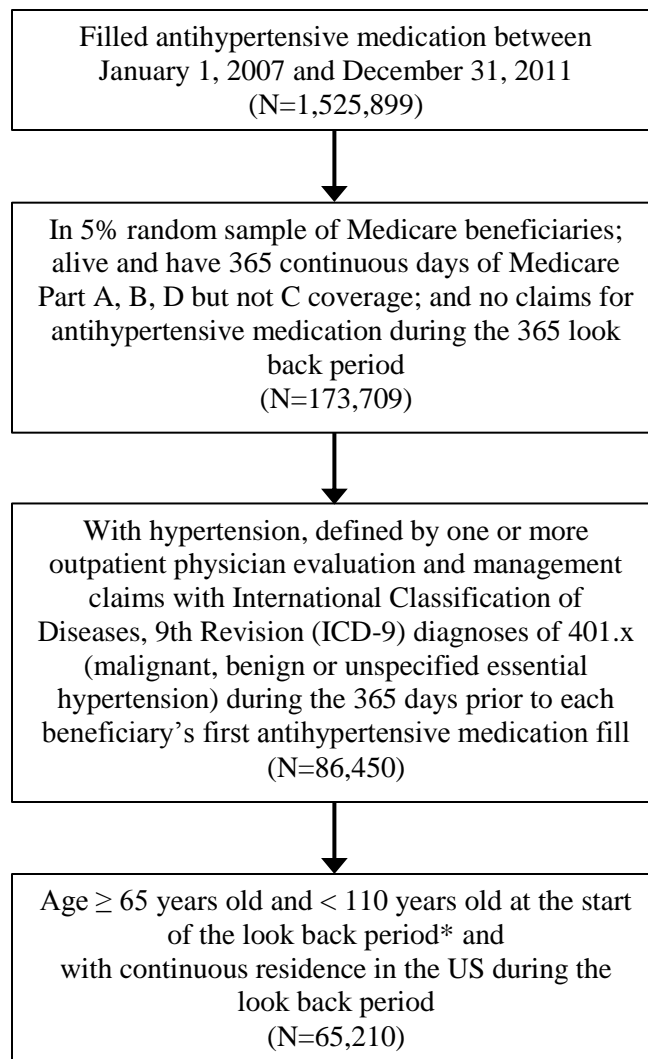 Filled antihypertensive medication between
January 1, 2007 and December 31, 2011
(N=1,525,899)
In 5% random sample of Medicare beneficiaries;
alive and have 365 continuous days of Medicare
Part A, B, D but not C coverage; and no claims for
antihypertensive medication during the 365 look
back period
(N=173,709)
With hypertension, defined by one or more
outpatient physician evaluation and management
claims with International Classification of
Diseases, 9th Revision (ICD-9) diagnoses of 401.x
(malignant, benign or unspecified essential
hypertension) during the 365 days prior to each
beneficiary’s first antihypertensive medication fill
(N=86,450)
Age ≥ 65 years old and < 110 years old at the start
of the look back period* and
with continuous residence in the US during the
look back period
(N=65,210)